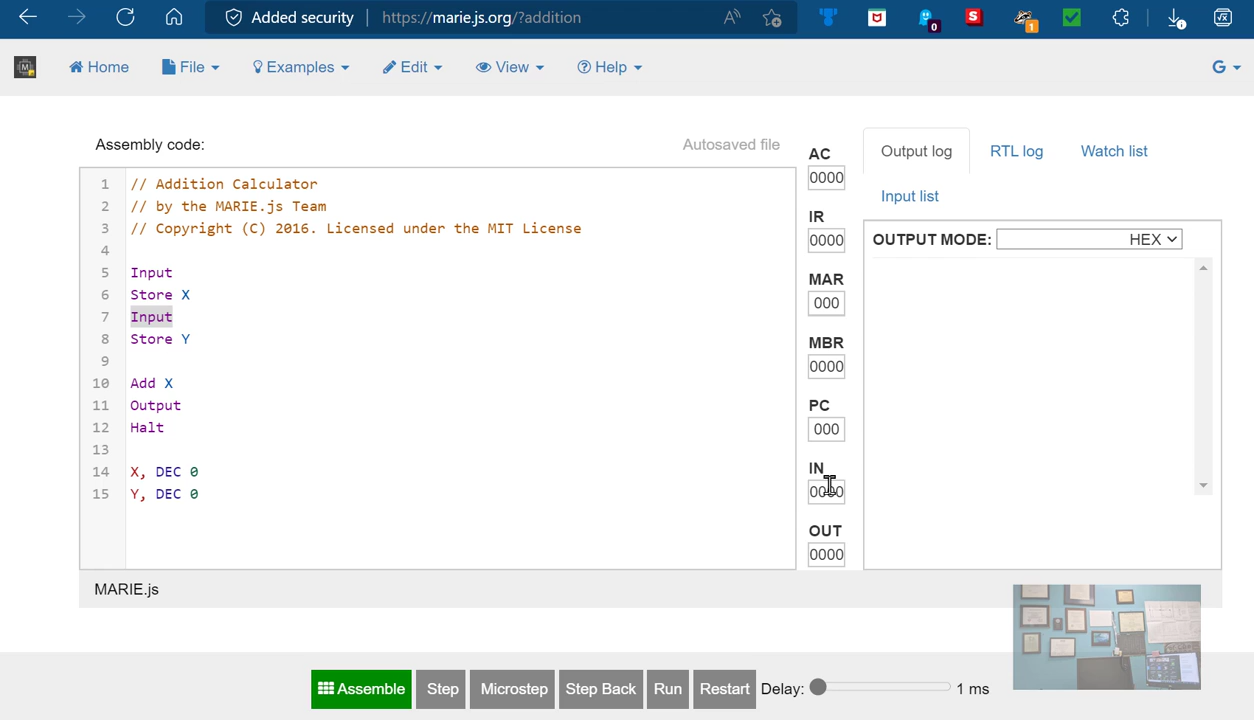 Added security | https://marie.js.org/?addition
0
1
Home File Examples Edit View Help G
Assembly code: Autosaved file
1 // Addition Calculator
2 // by the MARIE.js Team
3 // Copyright (C) 2016. Licensed under the MIT License
4
5 Input
6 Store X
7 Input
8 Store Y
9
10 Add X
11 Output
12 Halt
13
14 X, DEC 0
15 Y, DEC 0
AC
0000
IR
0000
MAR
000
MBR
0000
PC
000
IN
0000
OUT
0000
Output log RTL log Watch list
Input list
OUTPUT MODE: HEX
MARIE.js
Assemble Step Microstep Step Back Run Restart Delay: 1 ms